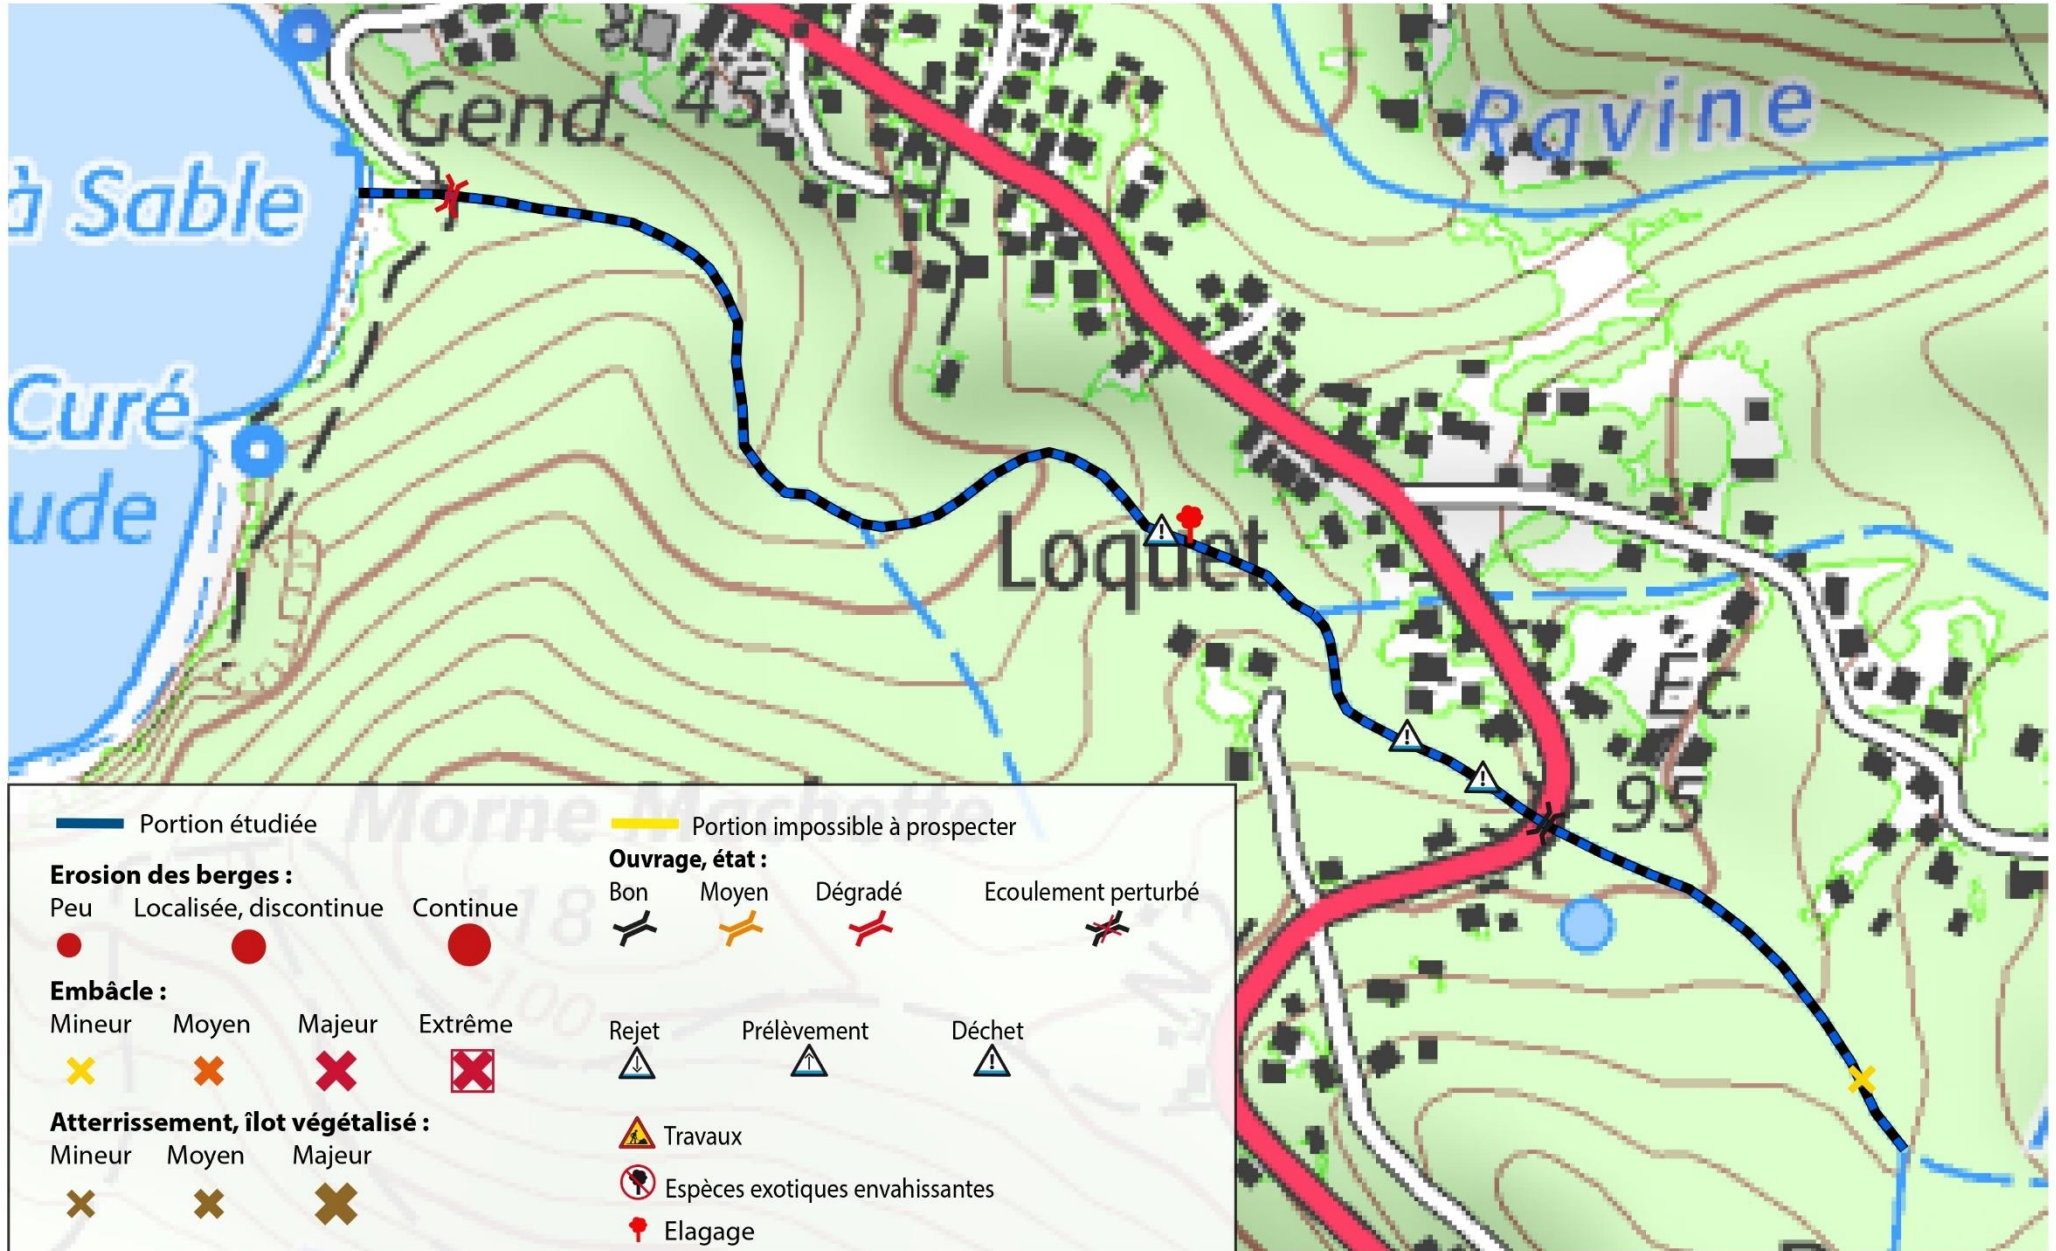 Gend.
45
Ravine
à Sable
Curé
ude
Loquet
Éc.
95
Morne Machette
118
100
N
Portion étudiée
Portion impossible à prospecter
Erosion des berges :
Peu Localisée, discontinue Continue
Ouvrage, état :
Bon Moyen Dégradé Ecoulement perturbé
Embâcle :
Mineur Moyen Majeur Extrême
Rejet Prélèvement Déchet
Atterrissement, îlot végétalisé :
Mineur Moyen Majeur
Travaux
Espèces exotiques envahissantes
Elagage